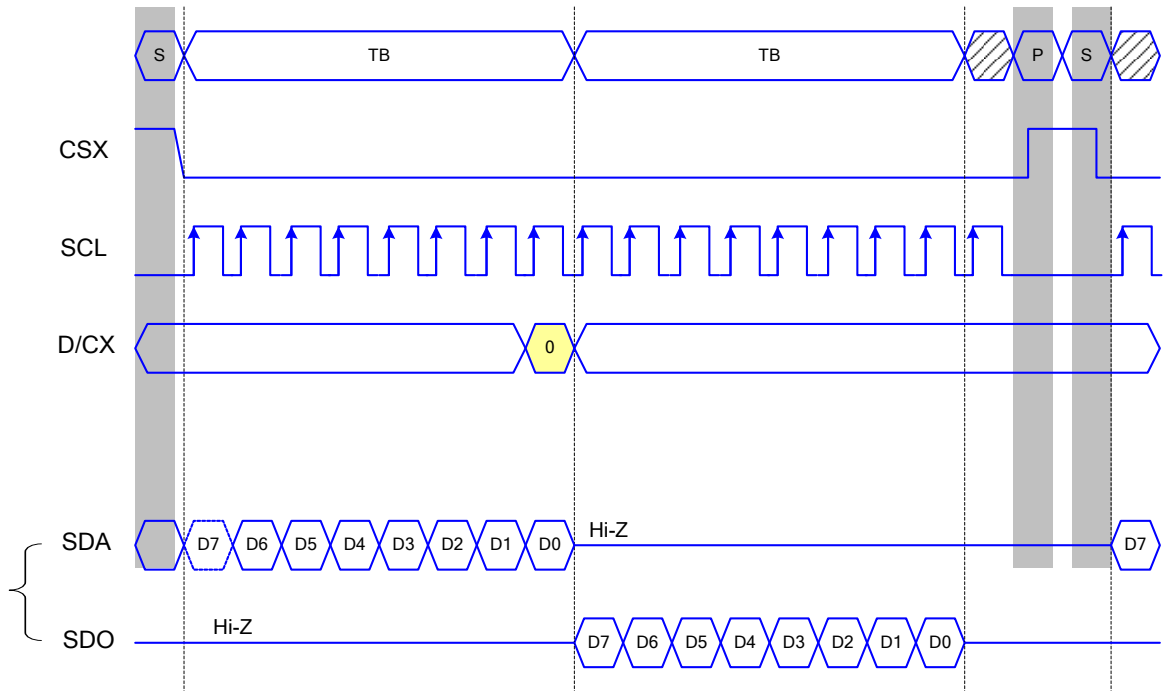 S TB TB P S
CSX
SCL
D/CX 0
Hi-Z
SDA D7 D6 D5 D4 D3 D2 D1 D0 D7
Hi-Z
SDO D7 D6 D5 D4 D3 D2 D1 D0